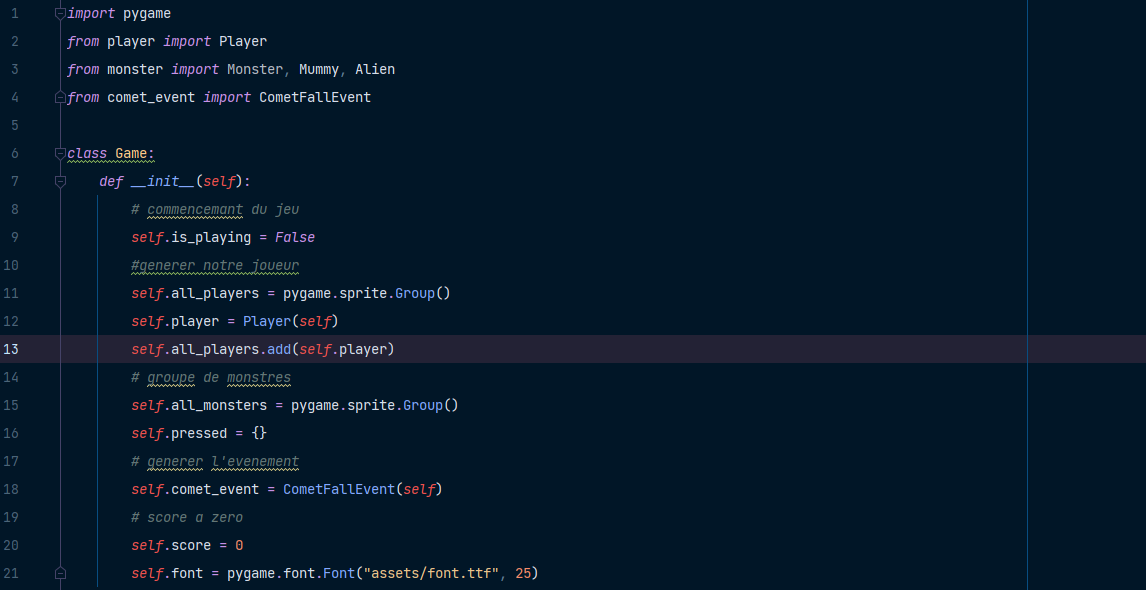 1 import pygame
2 from player import Player
3 from monster import Monster, Mummy, Alien
4 from comet_event import CometFallEvent
5
6 class Game:
7     def __init__(self):
8         # commencemant du jeu
9         self.is_playing = False
10         #generer notre joueur
11         self.all_players = pygame.sprite.Group()
12         self.player = Player(self)
13         self.all_players.add(self.player)
14         # groupe de monstres
15         self.all_monsters = pygame.sprite.Group()
16         self.pressed = {}
17         # generer l'evenement
18         self.comet_event = CometFallEvent(self)
19         # score a zero
20         self.score = 0
21         self.font = pygame.font.Font("assets/font.ttf", 25)